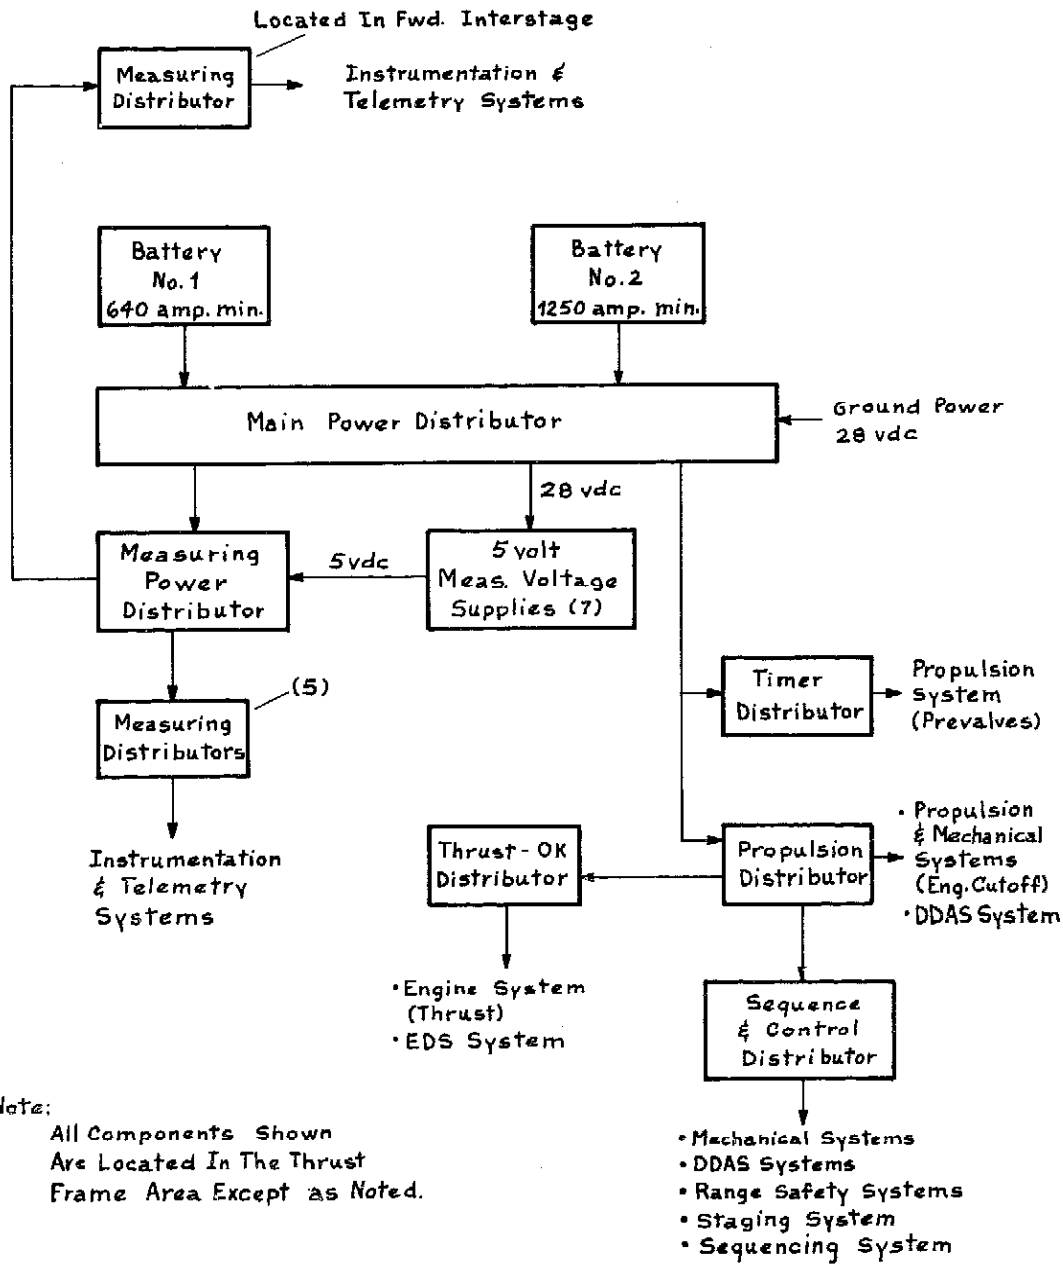 Located In Fwd. Interstage
Measuring
Distributor
Instrumentation &
Telemetry Systems
Battery
No. 1
640 amp. min.
Battery
No. 2
1250 amp. min.
Main Power Distributor
Ground Power
28 vdc
28 vdc
Measuring
Power
Distributor
5vdc
5 volt
Meas. Voltage
Supplies (7)
(5)
Measuring
Distributors
Timer
Distributor
Propulsion
System
(Prevalves)
Instrumentation
& Telemetry
Systems
Thrust-OK
Distributor
Propulsion
Distributor
• Propulsion
& Mechanical
Systems
(Eng. Cutoff)
• DDAS System
• Engine System
(Thrust)
• EDS System
Sequence
& Control
Distributor
Note:
All Components Shown
Are Located In The Thrust
Frame Area Except as Noted.
• Mechanical Systems
• DDAS Systems
• Range Safety Systems
• Staging System
• Sequencing System